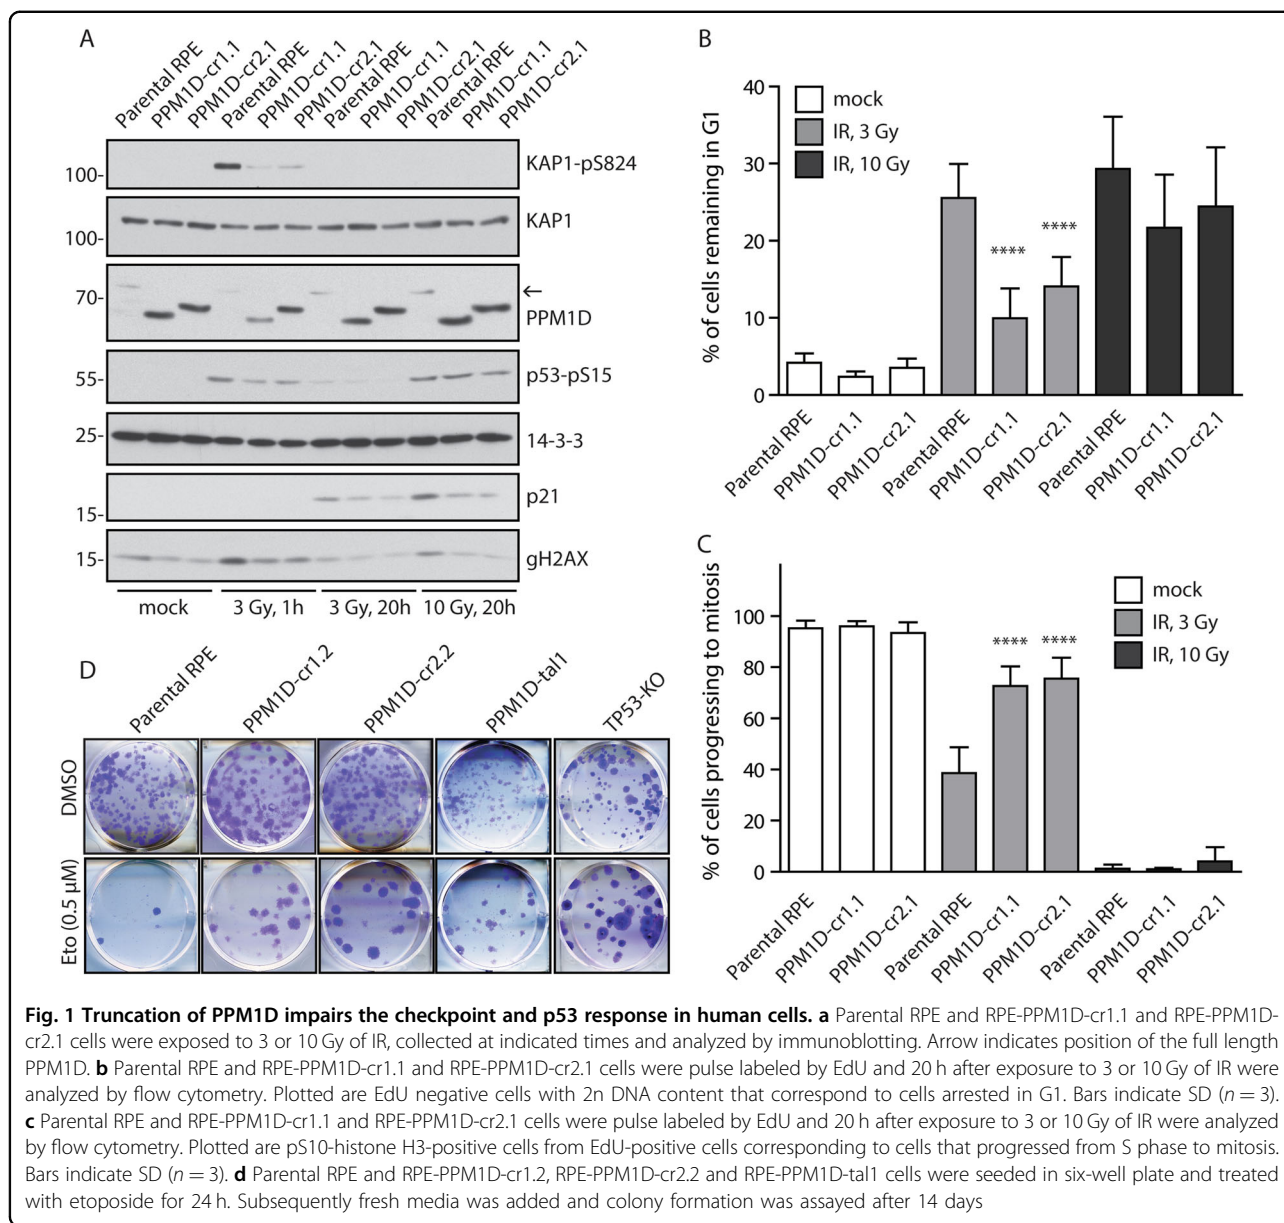 A
Parental RPE
PPM1D-cr1.1
PPM1D-cr2.1
Parental RPE
PPM1D-cr1.1
PPM1D-cr2.1
Parental RPE
PPM1D-cr1.1
PPM1D-cr2.1
Parental RPE
PPM1D-cr1.1
PPM1D-cr2.1
100-
KAP1-pS824
100-
KAP1
70-
←
PPM1D
55-
p53-pS15
25-
14-3-3
15-
p21
15-
gH2AX
mock
3 Gy, 1h
3 Gy, 20h
10 Gy, 20h
B
% of cells remaining in G1
40
30
20
10
0
mock
IR, 3 Gy
IR, 10 Gy
****
****
Parental RPE
PPM1D-cr1.1
PPM1D-cr2.1
Parental RPE
PPM1D-cr1.1
PPM1D-cr2.1
Parental RPE
PPM1D-cr1.1
PPM1D-cr2.1
C
% of cells progressing to mitosis
100
80
60
40
20
0
mock
IR, 3 Gy
IR, 10 Gy
****
****
Parental RPE
PPM1D-cr1.1
PPM1D-cr2.1
Parental RPE
PPM1D-cr1.1
PPM1D-cr2.1
Parental RPE
PPM1D-cr1.1
PPM1D-cr2.1
D
Parental RPE
PPM1D-cr1.2
PPM1D-cr2.2
PPM1D-tal1
TP53-KO
DMSO
Eto (0.5 µM)
Fig. 1 Truncation of PPM1D impairs the checkpoint and p53 response in human cells. a Parental RPE and RPE-PPM1D-cr1.1 and RPE-PPM1D-
cr2.1 cells were exposed to 3 or 10 Gy of IR, collected at indicated times and analyzed by immunoblotting. Arrow indicates position of the full length
PPM1D. b Parental RPE and RPE-PPM1D-cr1.1 and RPE-PPM1D-cr2.1 cells were pulse labeled by EdU and 20 h after exposure to 3 or 10 Gy of IR were
analyzed by flow cytometry. Plotted are EdU negative cells with 2n DNA content that correspond to cells arrested in G1. Bars indicate SD (n = 3).
c Parental RPE and RPE-PPM1D-cr1.1 and RPE-PPM1D-cr2.1 cells were pulse labeled by EdU and 20 h after exposure to 3 or 10 Gy of IR were analyzed
by flow cytometry. Plotted are pS10-histone H3-positive cells from EdU-positive cells corresponding to cells that progressed from S phase to mitosis.
Bars indicate SD (n = 3). d Parental RPE and RPE-PPM1D-cr1.2, RPE-PPM1D-cr2.2 and RPE-PPM1D-tal1 cells were seeded in six-well plate and treated
with etoposide for 24 h. Subsequently fresh media was added and colony formation was assayed after 14 days